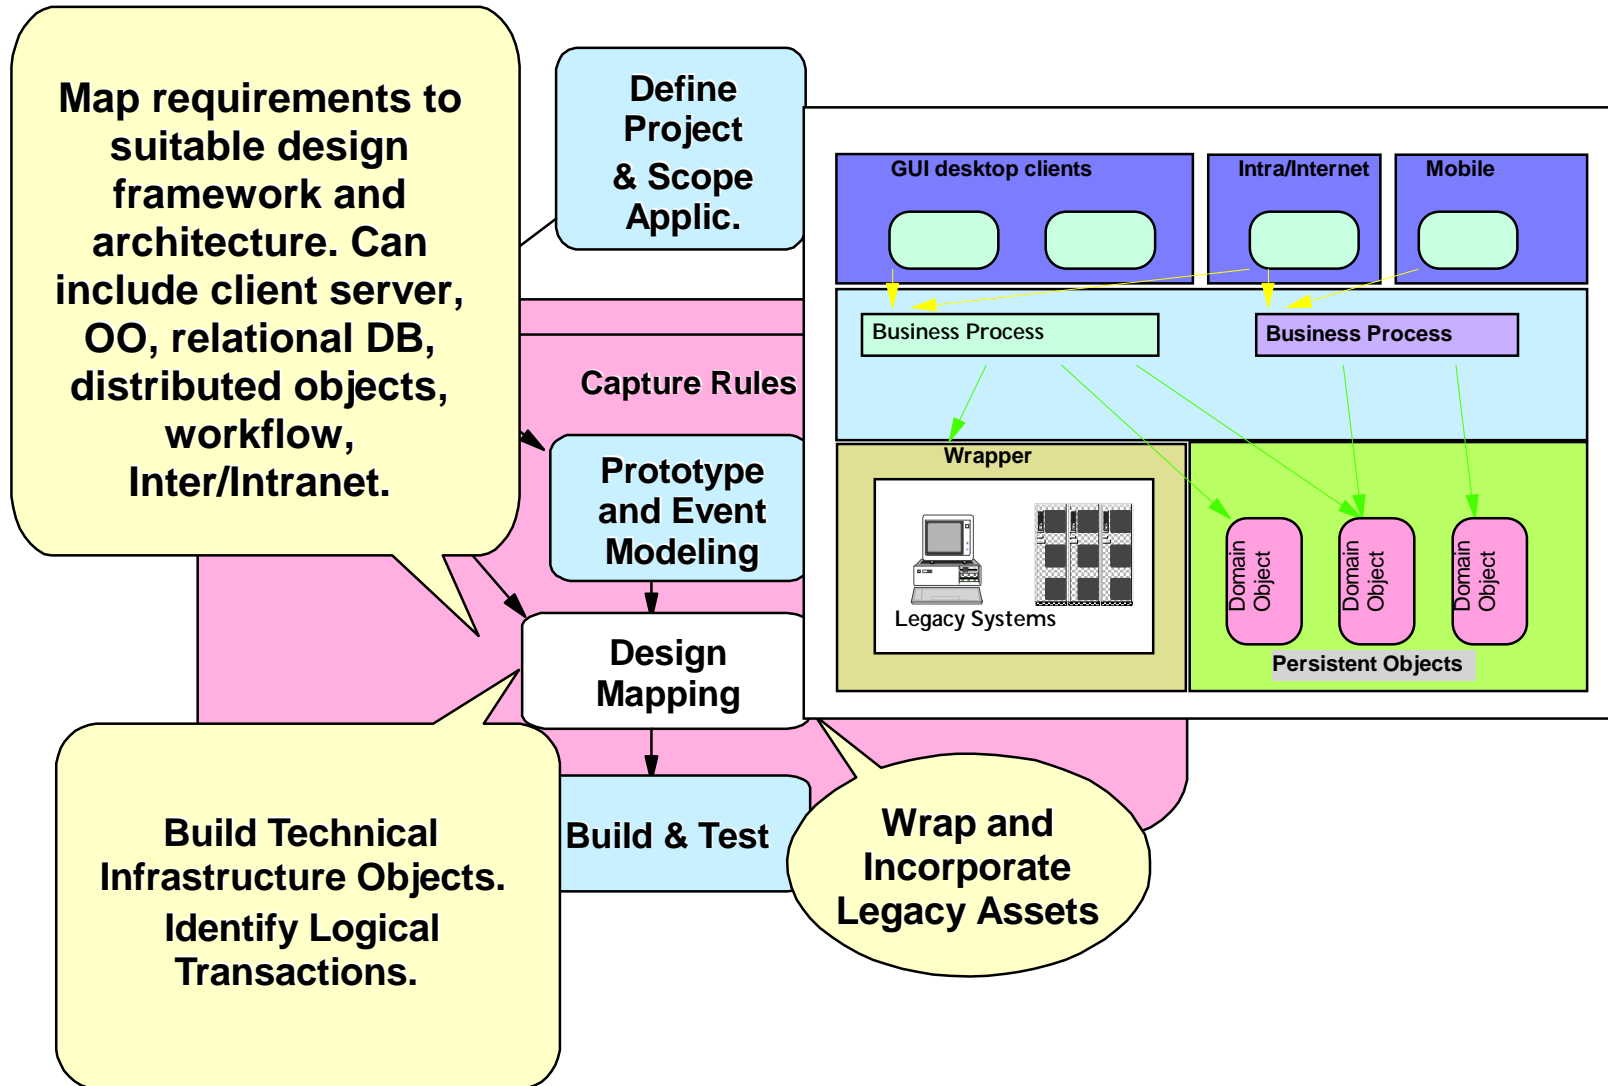 Map requirements to
suitable design
framework and
architecture. Can
include client server,
OO, relational DB,
distributed objects,
workflow,
Inter/Intranet.
Define
Project
& Scope
Applic.
Capture Rules
Prototype
and Event
Modeling
Design
Mapping
Build & Test
Build Technical
Infrastructure Objects.
Identify Logical
Transactions.
Wrap and
Incorporate
Legacy Assets
GUI desktop clients
Intra/Internet
Mobile
Business Process
Business Process
Wrapper
Legacy Systems
Domain
Object
Domain
Object
Domain
Object
Persistent Objects